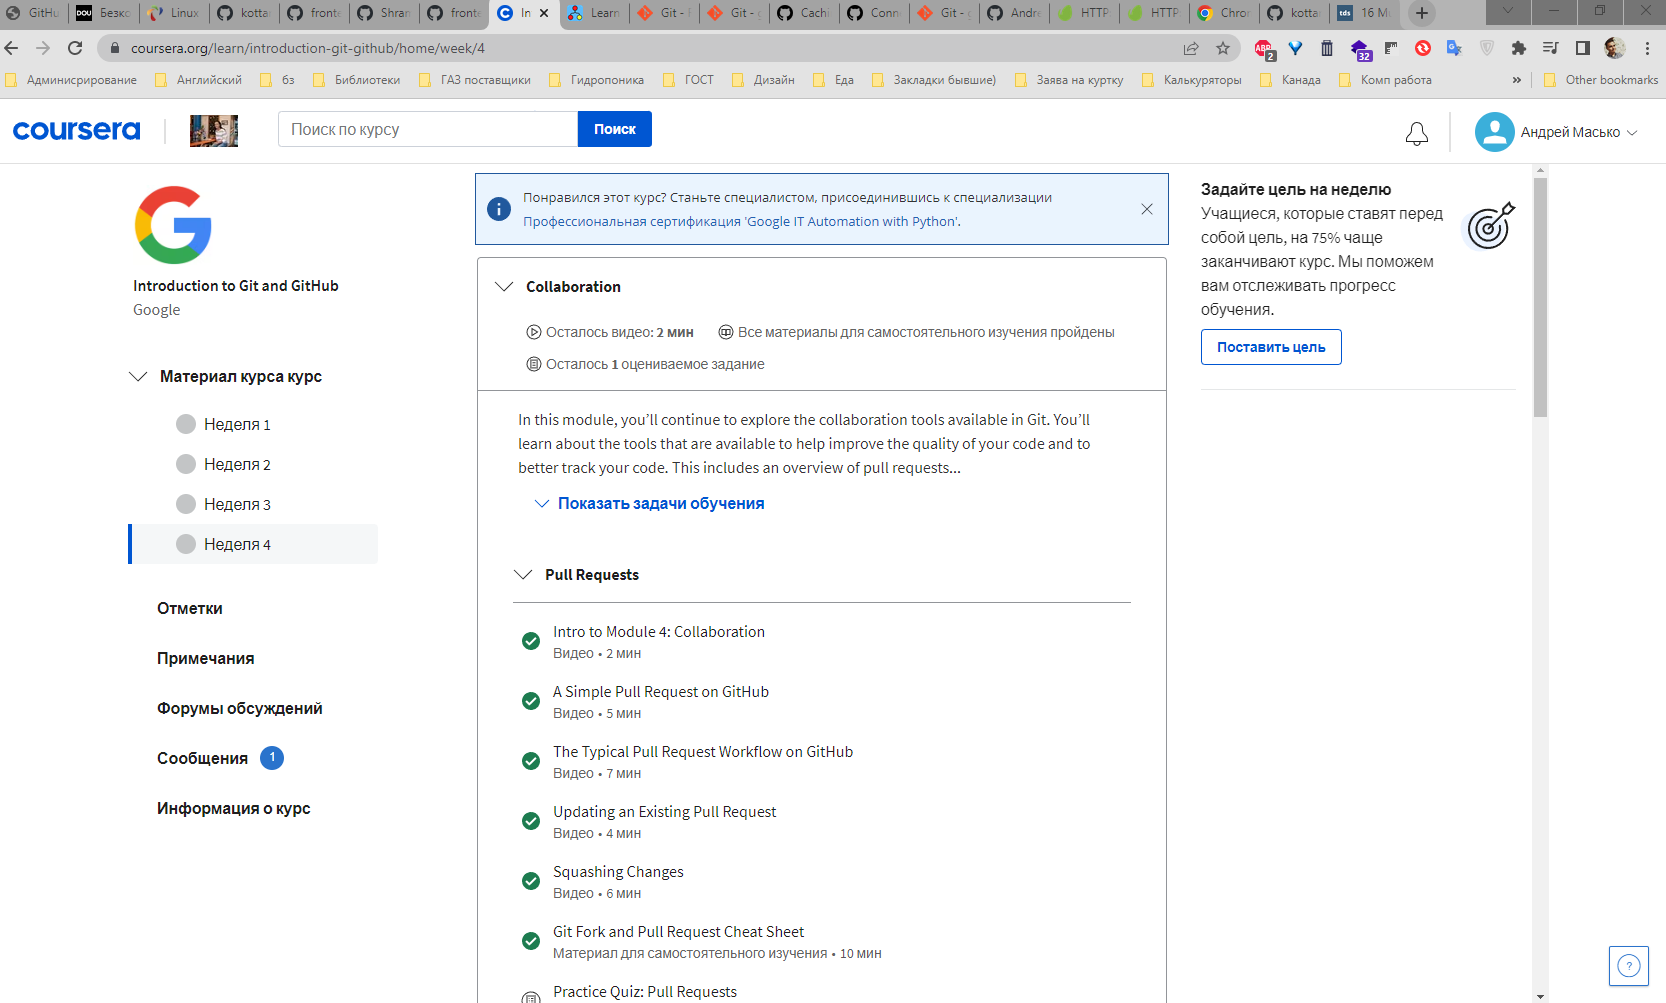 GitHu
DOU
Безко
Linux
kotta
fronte
Shran
fronte
In
Learn
Git - F
Git - g
Cachi
Conn
Git - g
Andre
HTTP
HTTP
Chror
kotta
tds
16 Mu
coursera.org/learn/introduction-git-github/home/week/4
ABP
2
32
Админисрирование
Английский
бз
Библиотеки
ГАЗ поставщики
Гидропоника
ГОСТ
Дизайн
Еда
Закладки бывшие)
Заява на куртку
Калькуряторы
Канада
Комп работа
»
Other bookmarks
coursera
Поиск по курсу
Поиск
Андрей Масько
Introduction to Git and GitHub
Google
Материал курса курс
Неделя 1
Неделя 2
Неделя 3
Неделя 4
Отметки
Примечания
Форумы обсуждений
Сообщения
1
Информация о курс
Понравился этот курс? Станьте специалистом, присоединившись к специализации
Профессиональная сертификация 'Google IT Automation with Python'.
Collaboration
Осталось видео: 2 мин
Все материалы для самостоятельного изучения пройдены
Осталось 1 оцениваемое задание
In this module, you’ll continue to explore the collaboration tools available in Git. You’ll
learn about the tools that are available to help improve the quality of your code and to
better track your code. This includes an overview of pull requests...
Показать задачи обучения
Pull Requests
Intro to Module 4: Collaboration
Видео • 2 мин
A Simple Pull Request on GitHub
Видео • 5 мин
The Typical Pull Request Workflow on GitHub
Видео • 7 мин
Updating an Existing Pull Request
Видео • 4 мин
Squashing Changes
Видео • 6 мин
Git Fork and Pull Request Cheat Sheet
Материал для самостоятельного изучения • 10 мин
Practice Quiz: Pull Requests
Задайте цель на неделю
Учащиеся, которые ставят перед
собой цель, на 75% чаще
заканчивают курс. Мы поможем
вам отслеживать прогресс
обучения.
Поставить цель
?